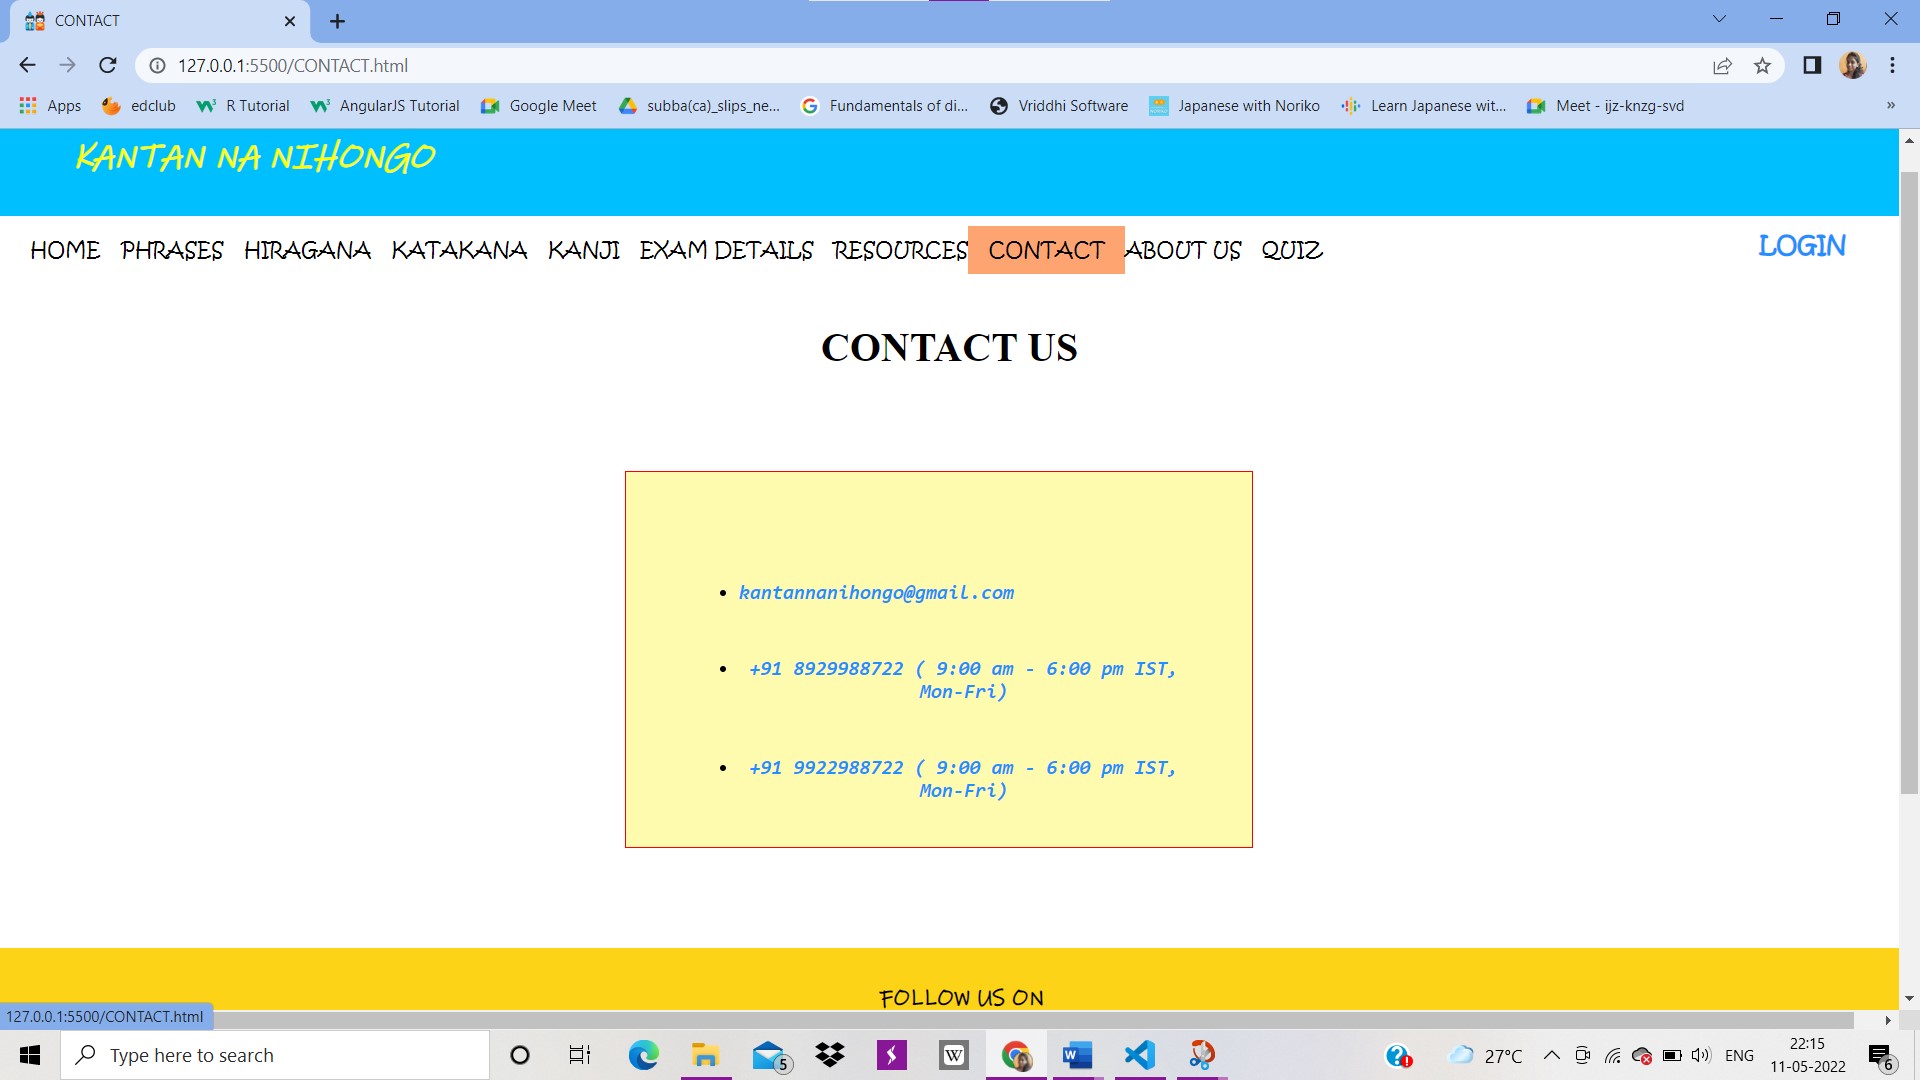 CONTACT
127.0.0.1:5500/CONTACT.html
Apps edclub R Tutorial AngularJS Tutorial Google Meet subba(ca)_slips_ne... Fundamentals of di... Vriddhi Software Japanese with Noriko Learn Japanese wit... Meet - ijz-knzg-svd »
KANTAN NA NIHONGO
HOME PHRASES HIRAGANA KATAKANA KANJI EXAM DETAILS RESOURCES CONTACT ABOUT US QUIZ LOGIN
CONTACT US
• kantannanihongo@gmail.com
• +91 8929988722 ( 9:00 am - 6:00 pm IST,
Mon-Fri)
• +91 9922988722 ( 9:00 am - 6:00 pm IST,
Mon-Fri)
FOLLOW US ON
127.0.0.1:5500/CONTACT.html
Type here to search 5 W W 27°C ENG 22:15
11-05-2022 6